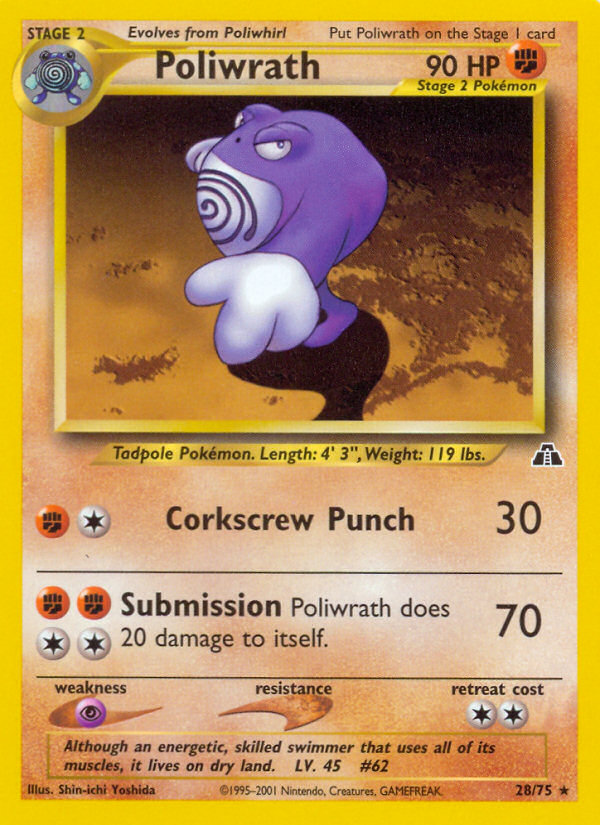 STAGE 2 Evolves from Poliwhirl Put Poliwrath on the Stage 1 card
Poliwrath 90 HP
Stage 2 Pokémon
Tadpole Pokémon. Length: 4' 3", Weight: 119 lbs.
Corkscrew Punch 30
Submission Poliwrath does
20 damage to itself. 70
weakness resistance retreat cost
Although an energetic, skilled swimmer that uses all of its
muscles, it lives on dry land. LV. 45 #62
Illus. Shin-ichi Yoshida ©1995-2001 Nintendo, Creatures, GAMEFREAK. 28/75 ★